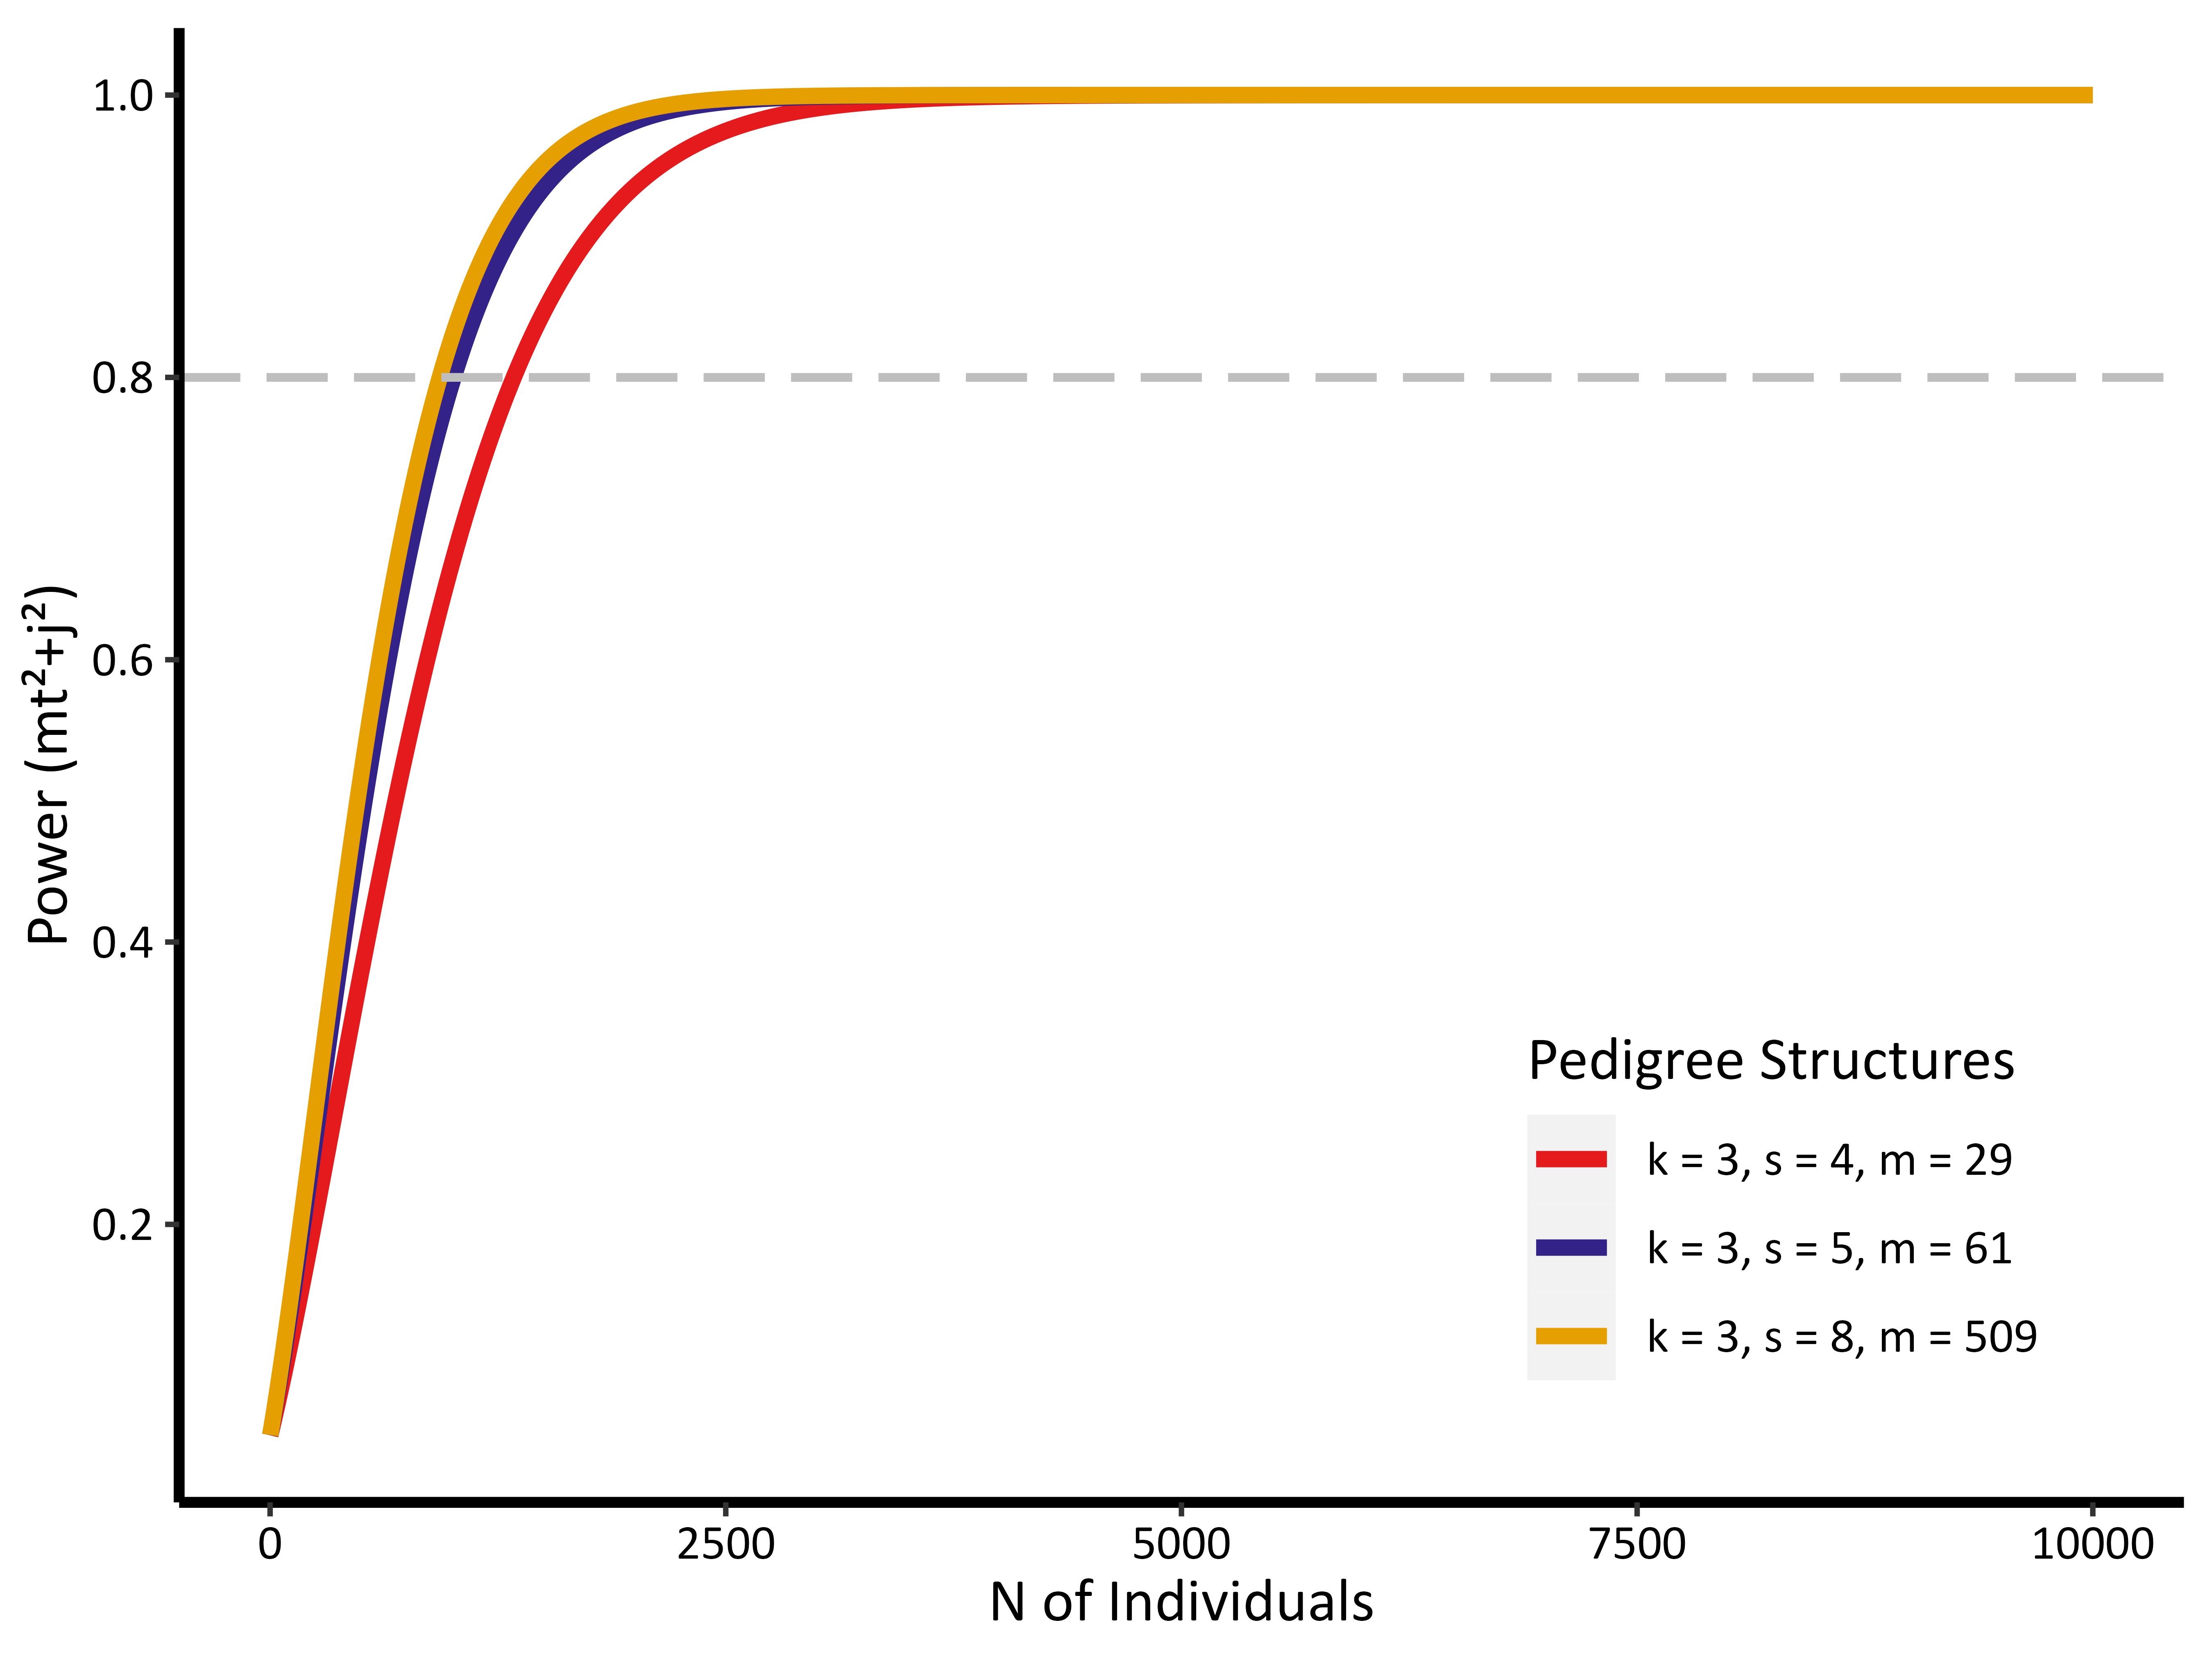 1.0
0.8
0.6
0.4
0.2
Power (mt²+j²)
0
2500
5000
7500
10000
N of Individuals
Pedigree Structures
k = 3, s = 4, m = 29
k = 3, s = 5, m = 61
k = 3, s = 8, m = 509